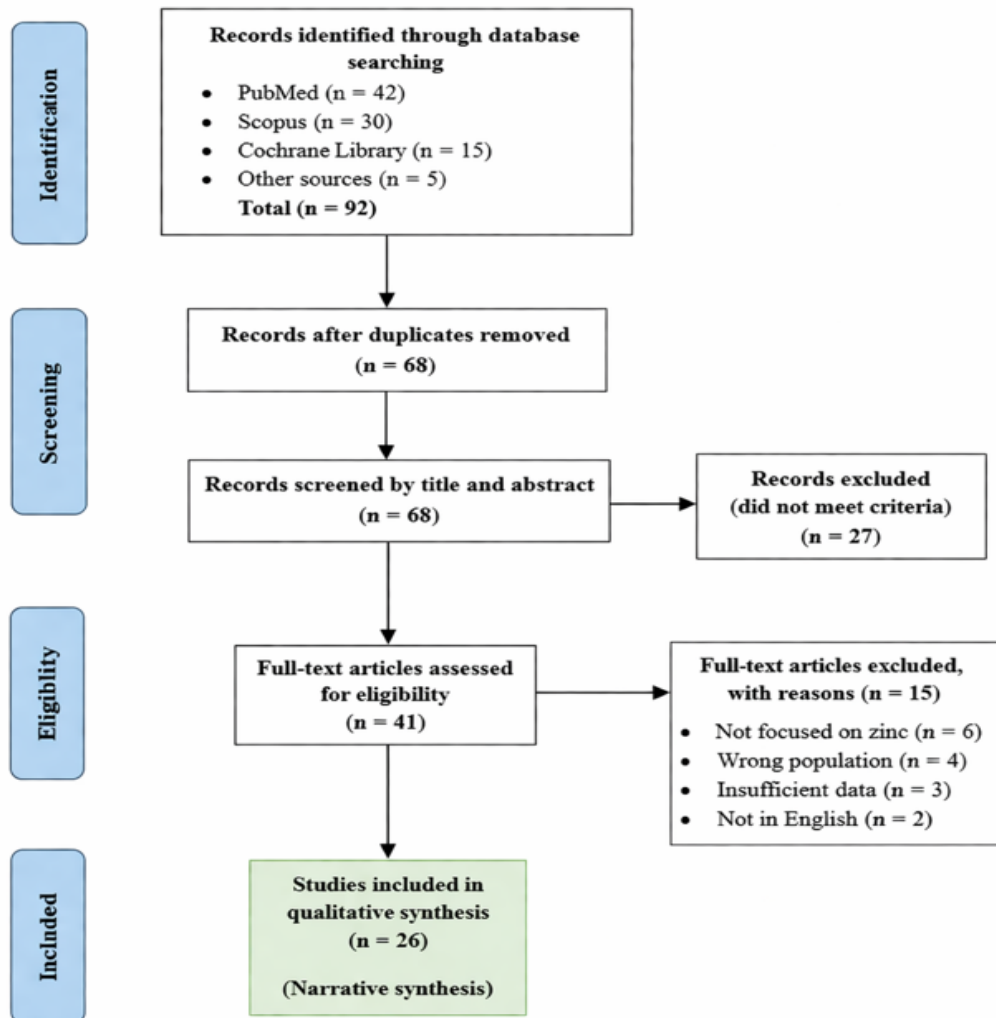 Identification
Records identified through database
searching
• PubMed (n = 42)
• Scopus (n = 30)
• Cochrane Library (n = 15)
• Other sources (n = 5)
Total (n = 92)
Screening
Records after duplicates removed
(n = 68)
Records screened by title and abstract
(n = 68)
Records excluded
(did not meet criteria)
(n = 27)
Eligiblity
Full-text articles assessed
for eligibility
(n = 41)
Full-text articles excluded,
with reasons (n = 15)
• Not focused on zinc (n = 6)
• Wrong population (n = 4)
• Insufficient data (n = 3)
• Not in English (n = 2)
Included
Studies included in
qualitative synthesis
(n = 26)
(Narrative synthesis)